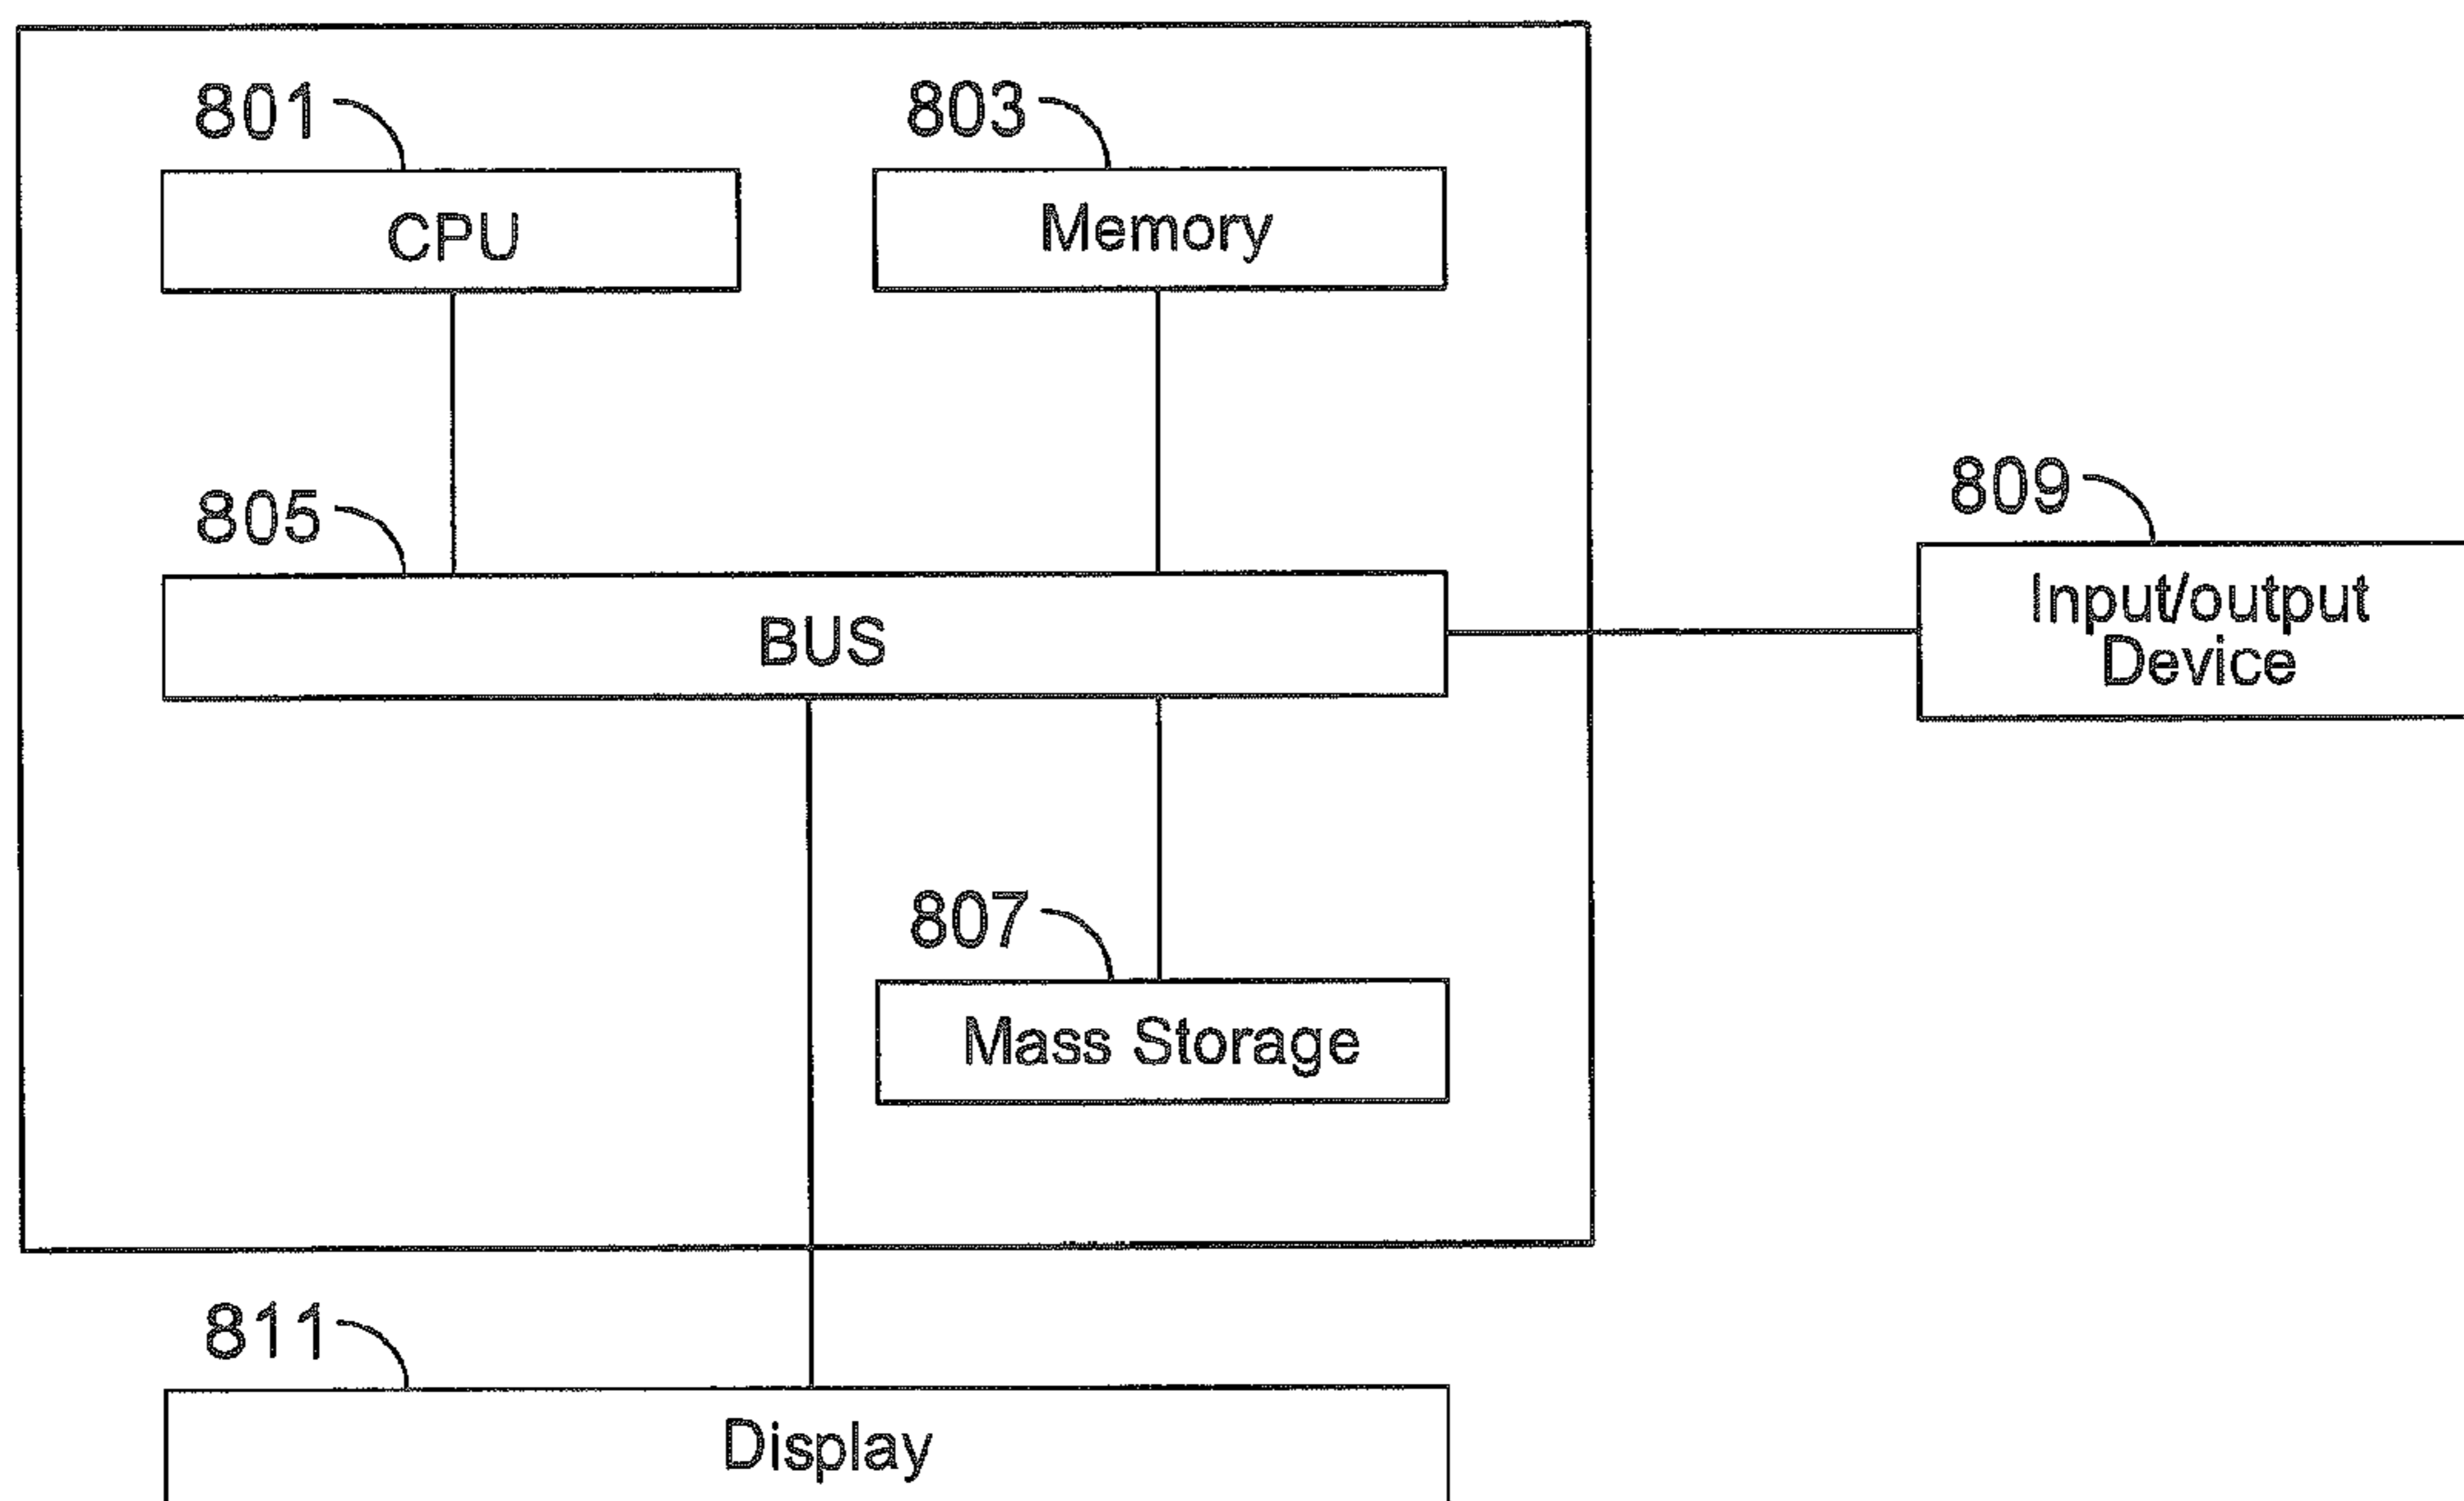 801
803
CPU
Memory
805
809
BUS
Input/output
Device
807
Mass Storage
811
Display